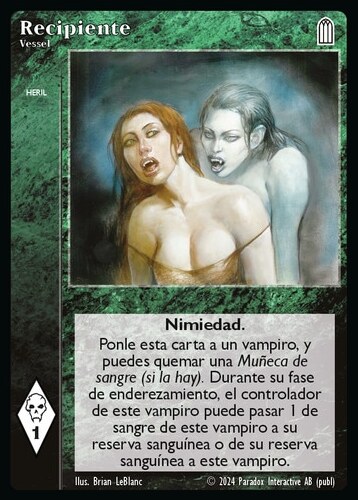 Recipiente
Vessel
HERIL
Nimiedad.
Ponle esta carta a un vampiro, y
puedes quemar una Muñeca de
sangre (si la hay). Durante su fase
de enderezamiento, el controlador
de este vampiro puede pasar 1 de
sangre de este vampiro a su
reserva sanguínea o de su reserva
sanguínea a este vampiro.
1
Ilus. Brian LeBlanc
© 2024 Paradox Interactive AB (publ)